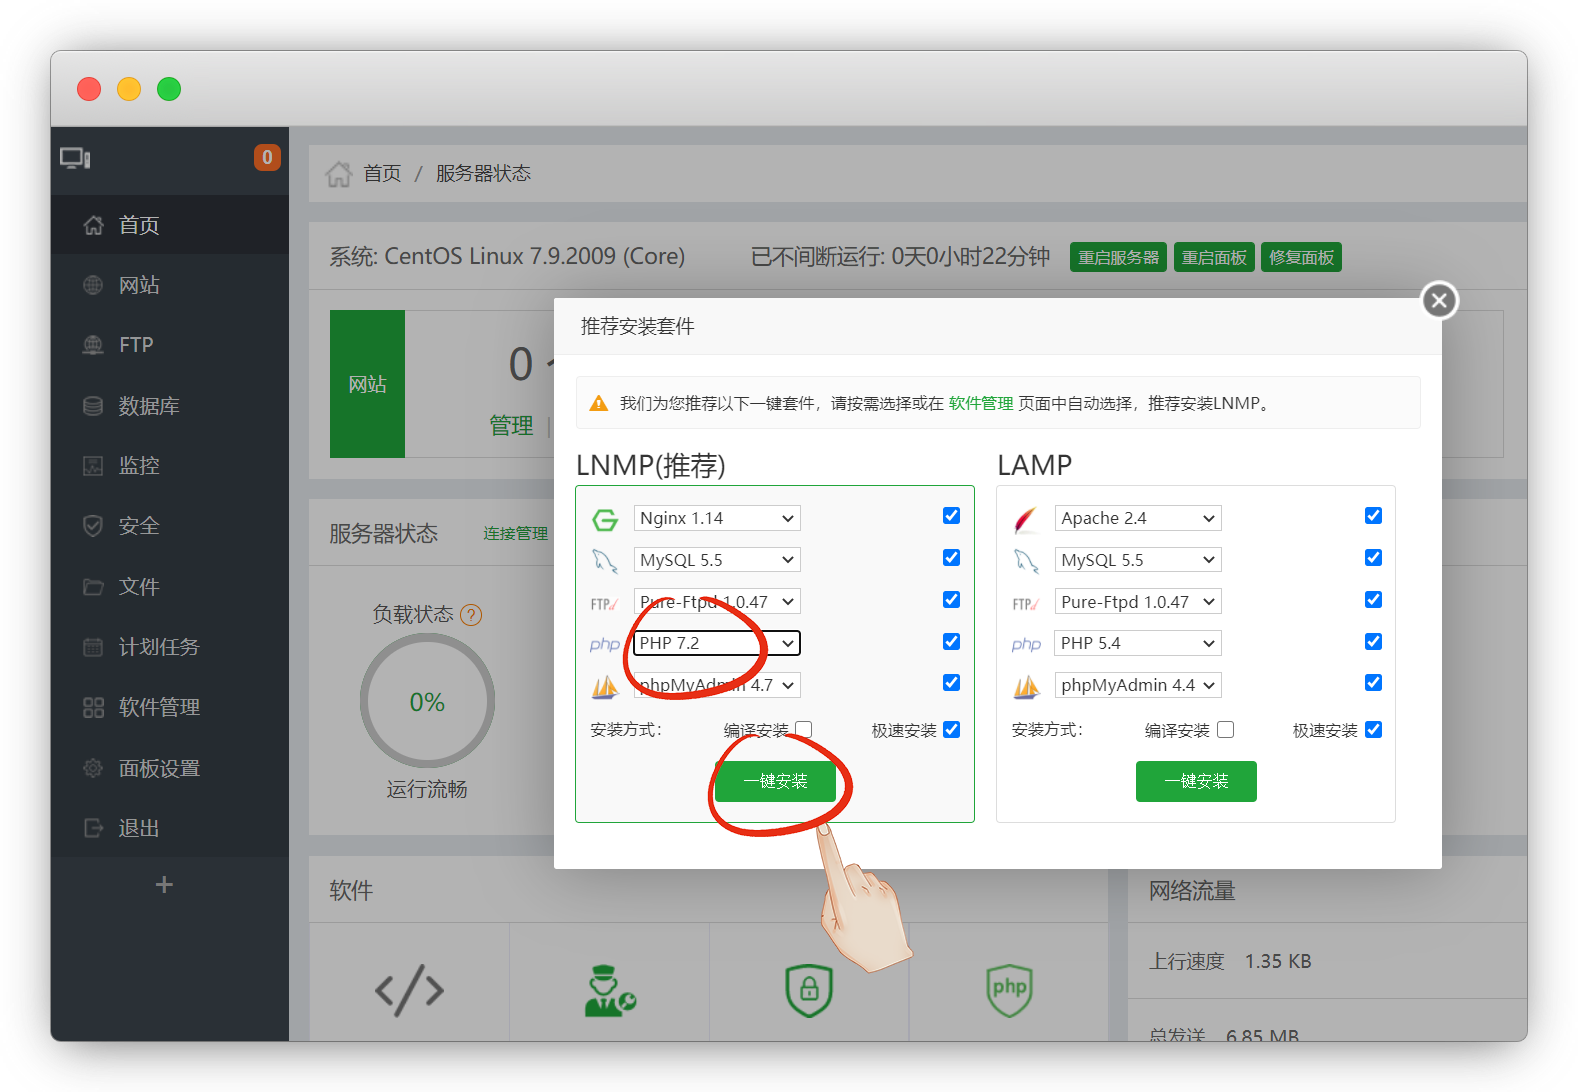 0
首页 / 服务器状态
首页
网站
FTP
数据库
监控
安全
文件
计划任务
软件管理
面板设置
退出
+
系统: CentOS Linux 7.9.2009 (Core) 已不间断运行: 0天0小时22分钟 重启服务器 重启面板 修复面板
网站
0
管理
服务器状态 连接管理
负载状态 ?
0%
运行流畅
推荐安装套件
我们为您推荐以下一键套件，请按需选择或在 软件管理 页面中自动选择，推荐安装LNMP。
LNMP(推荐)
Nginx 1.14
MySQL 5.5
FTP Pure-Ftpd 1.0.47
php PHP 7.2
phpMyAdmin 4.7
安装方式： 编译安装 极速安装
一键安装
LAMP
Apache 2.4
MySQL 5.5
FTP Pure-Ftpd 1.0.47
php PHP 5.4
phpMyAdmin 4.4
安装方式： 编译安装 极速安装
一键安装
软件
php
网络流量
上行速度 1.35 KB
总发送 6.85 MB